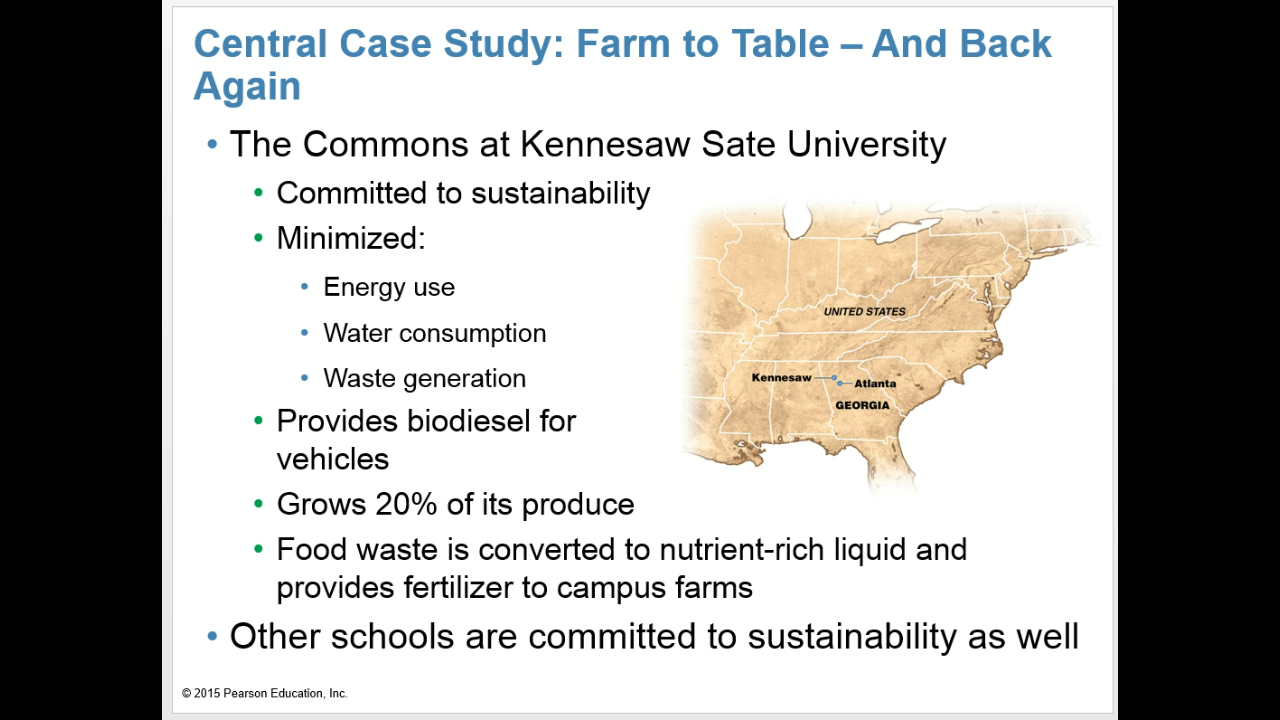 Central Case Study: Farm to Table – And Back
Again
• The Commons at Kennesaw Sate University
• Committed to sustainability
• Minimized:
• Energy use
• Water consumption
• Waste generation
• Provides biodiesel for
vehicles
• Grows 20% of its produce
• Food waste is converted to nutrient-rich liquid and
provides fertilizer to campus farms
• Other schools are committed to sustainability as well
UNITED STATES
Kennesaw
Atlanta
GEORGIA
© 2015 Pearson Education, Inc.